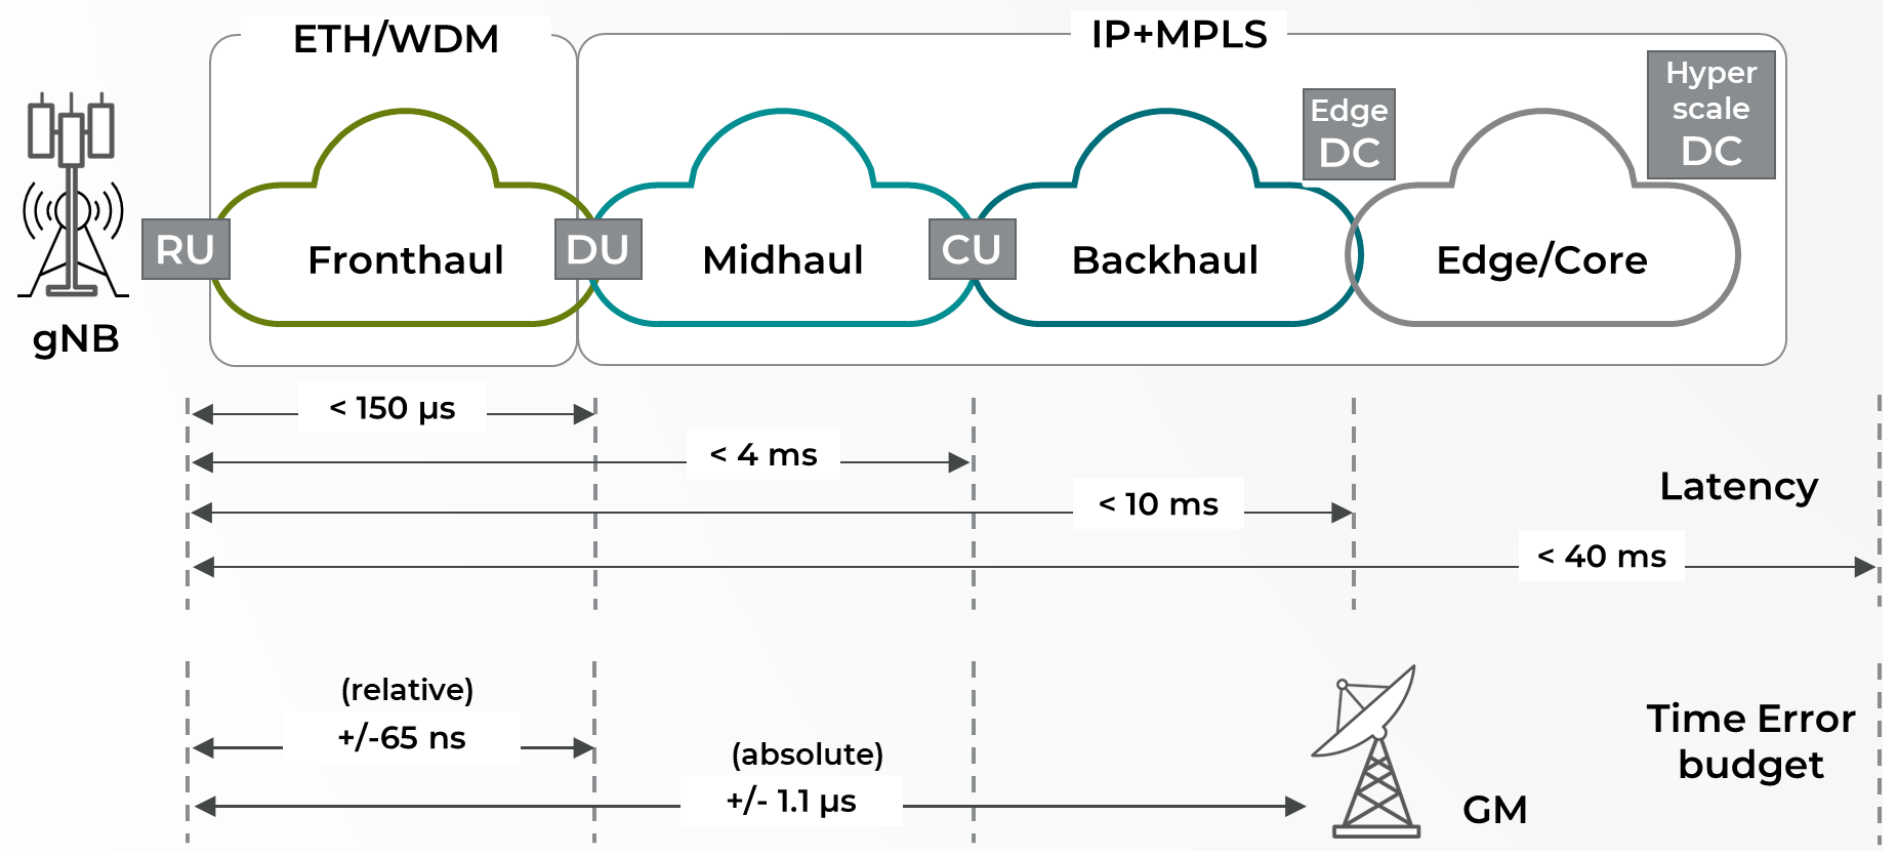 ETH/WDM
IP+MPLS
Hyper
scale
DC
Edge
DC
RU
Fronthaul
DU
Midhaul
CU
Backhaul
Edge/Core
gNB
< 150 µs
< 4 ms
< 10 ms
Latency
< 40 ms
(relative)
+/-65 ns
(absolute)
+/- 1.1 µs
Time Error
budget
GM